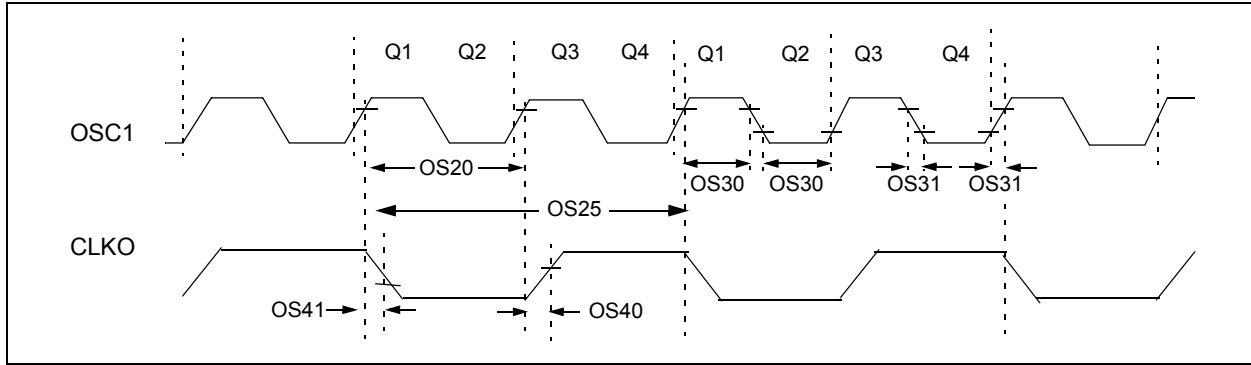 Q1 Q2 Q3 Q4 Q1 Q2 Q3 Q4
OSC1
OS20 OS30 OS30 OS31 OS31
OS25
CLKO
OS41 OS40